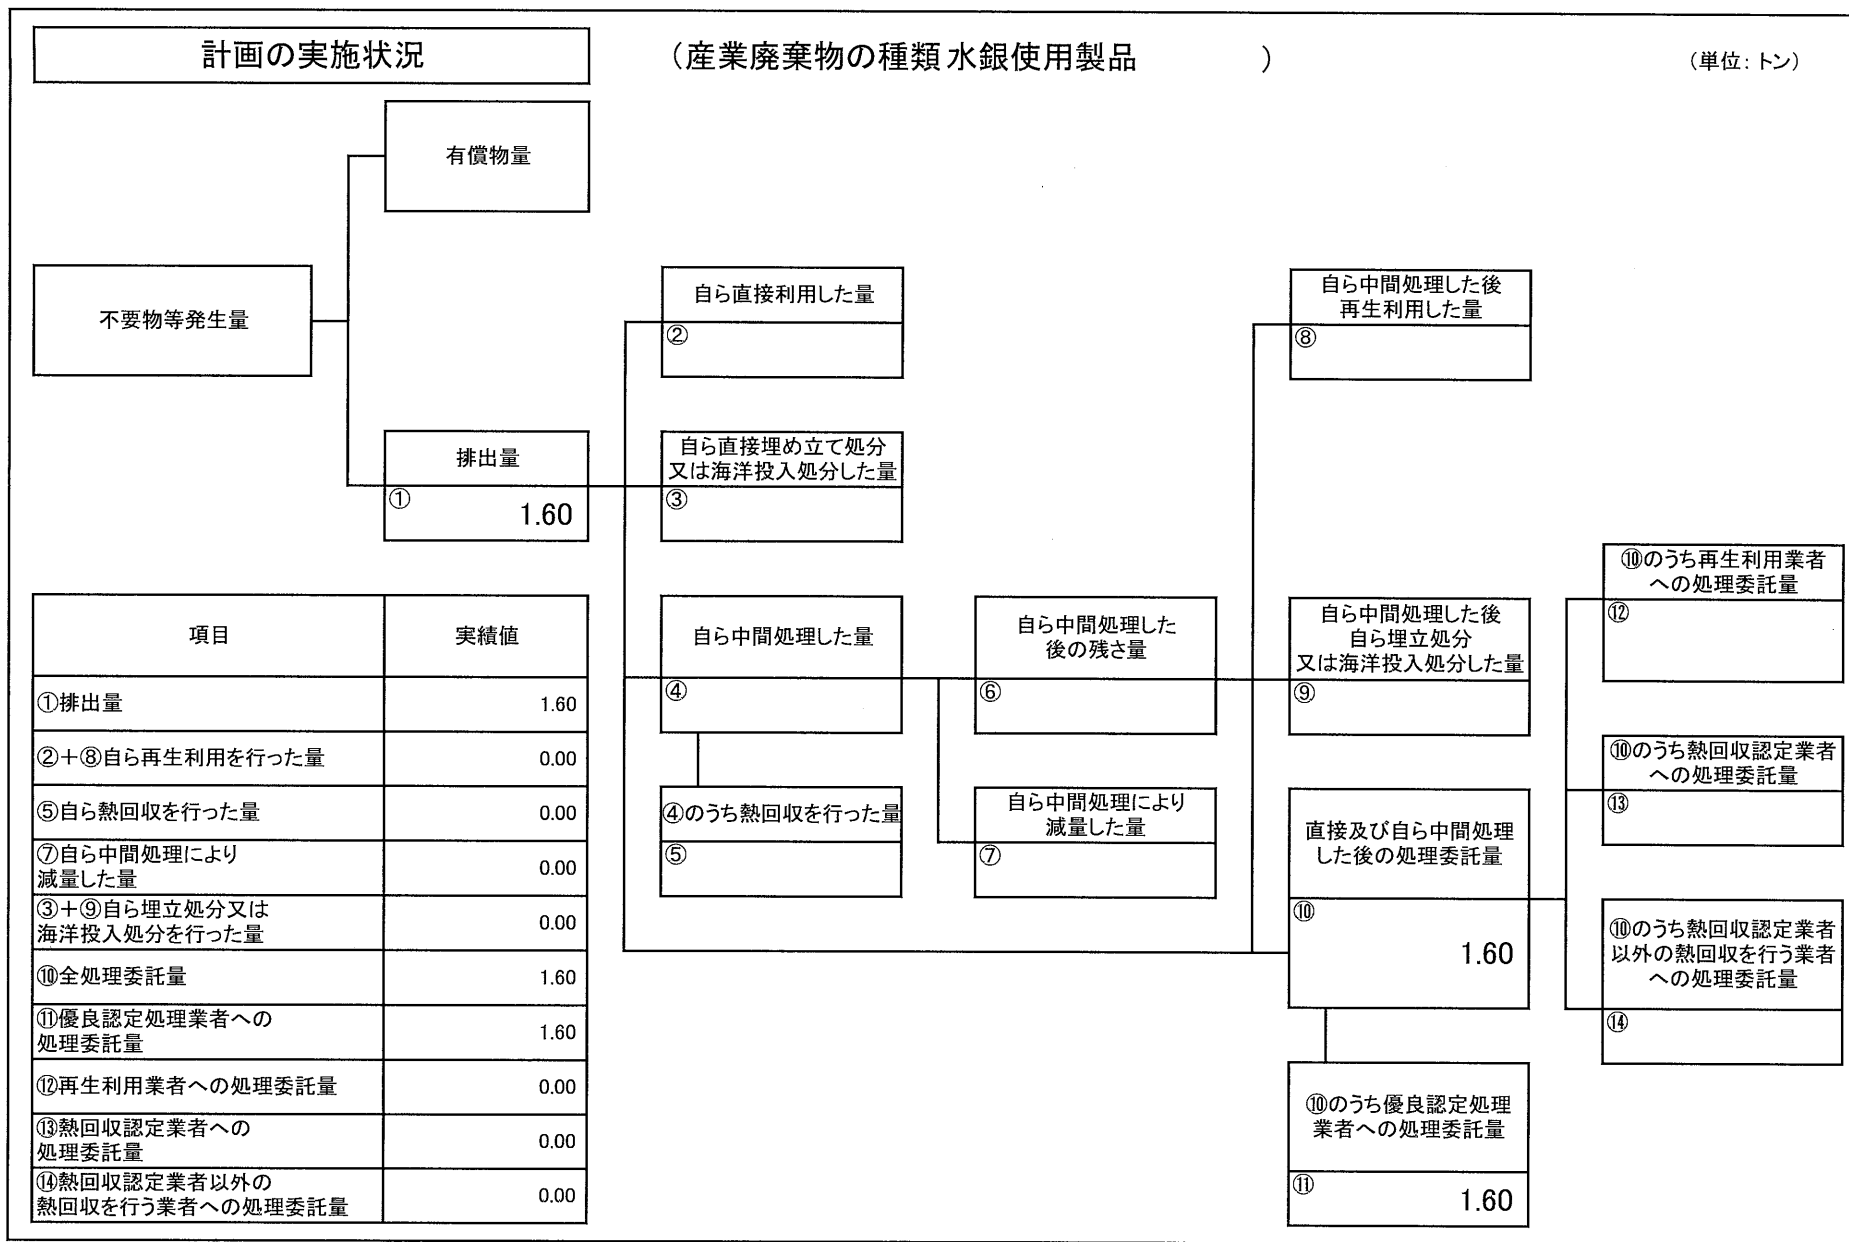 計画の実施状況
（産業廃棄物の種類 水銀使用製品　　　　）
（単位：トン）
有償物量
不要物等発生量
自ら直接利用した量
②
自ら中間処理した後
再生利用した量
⑧
排出量
①
1.60
自ら直接埋め立て処分
又は海洋投入処分した量
③
⑩のうち再生利用業者
への処理委託量
⑫
自ら中間処理した量
④
自ら中間処理した
後の残さ量
⑥
自ら中間処理した後
自ら埋立処分
又は海洋投入処分した量
⑨
⑩のうち熱回収認定業者
への処理委託量
⑬
④のうち熱回収を行った量
⑤
自ら中間処理により
減量した量
⑦
直接及び自ら中間処理
した後の処理委託量
⑩
1.60
⑩のうち熱回収認定業者
以外の熱回収を行う業者
への処理委託量
⑭
⑩のうち優良認定処理
業者への処理委託量
⑪
1.60
項目 実績値
①排出量 1.60
②＋⑧自ら再生利用を行った量 0.00
⑤自ら熱回収を行った量 0.00
⑦自ら中間処理により
減量した量 0.00
③＋⑨自ら埋立処分又は
海洋投入処分を行った量 0.00
⑩全処理委託量 1.60
⑪優良認定処理業者への
処理委託量 1.60
⑫再生利用業者への処理委託量 0.00
⑬熱回収認定業者への
処理委託量 0.00
⑭熱回収認定業者以外の
熱回収を行う業者への処理委託量 0.00